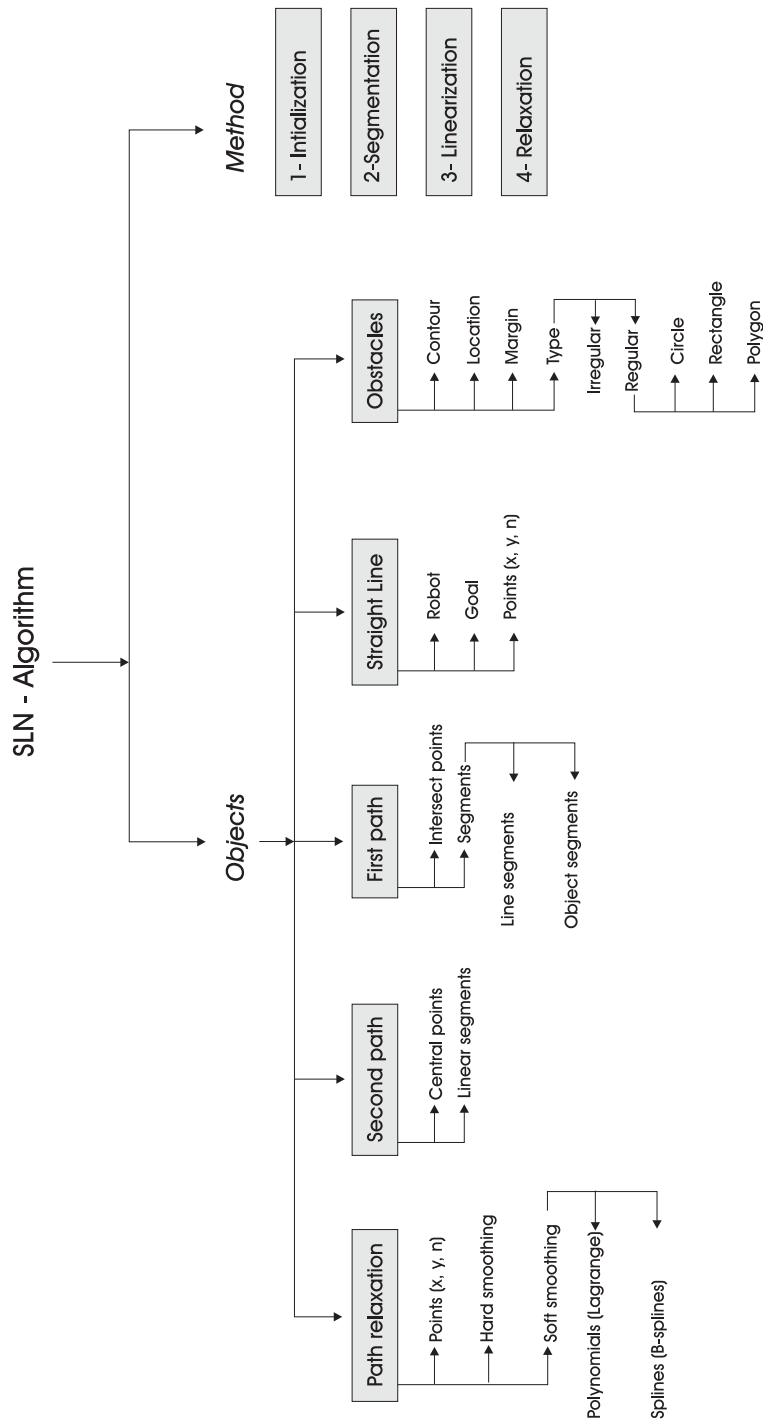 SLN - Algorithm
Objects
Method
Path relaxation
Points (x, y, n)
Hard smoothing
Soft smoothing
Polynomials (Lagrange)
Splines (B-splines)
Second path
Central points
Linear segments
First path
Intersect points
Segments
Line segments
Object segments
Straight Line
Robot
Goal
Points (x, y, n)
Obstacles
Contour
Location
Margin
Type
Irregular
Regular
Circle
Rectangle
Polygon
1- Intialization
2-Segmentation
3- Linearization
4- Relaxation